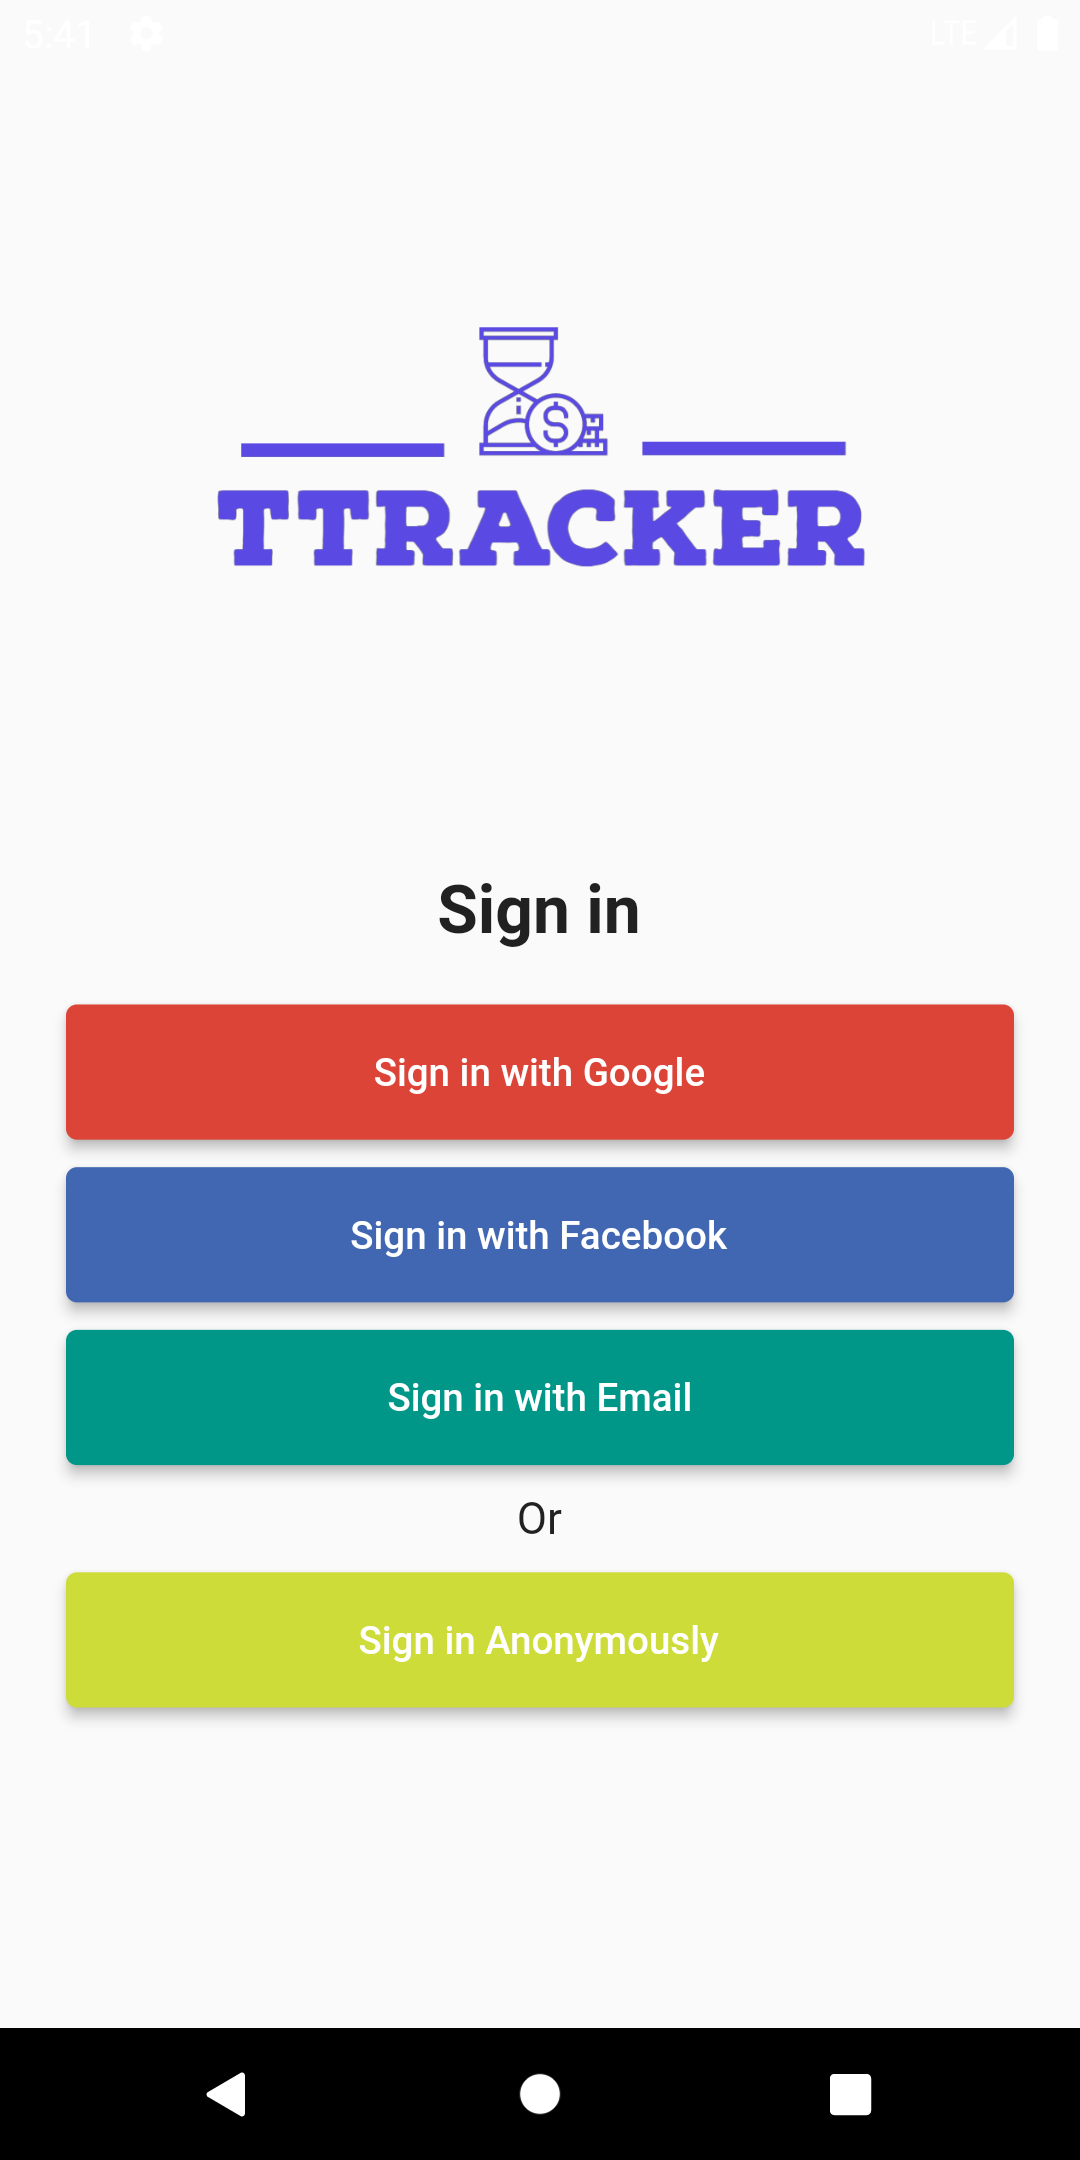 5:41 LTE
$
TTRACKER
Sign in
Sign in with Google
Sign in with Facebook
Sign in with Email
Or
Sign in Anonymously